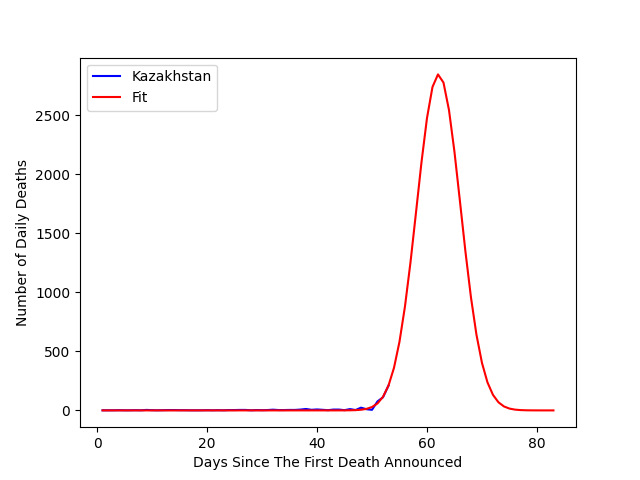 Kazakhstan
Fit
Number of Daily Deaths
2500
2000
1500
1000
500
0
0 20 40 60 80
Days Since The First Death Announced